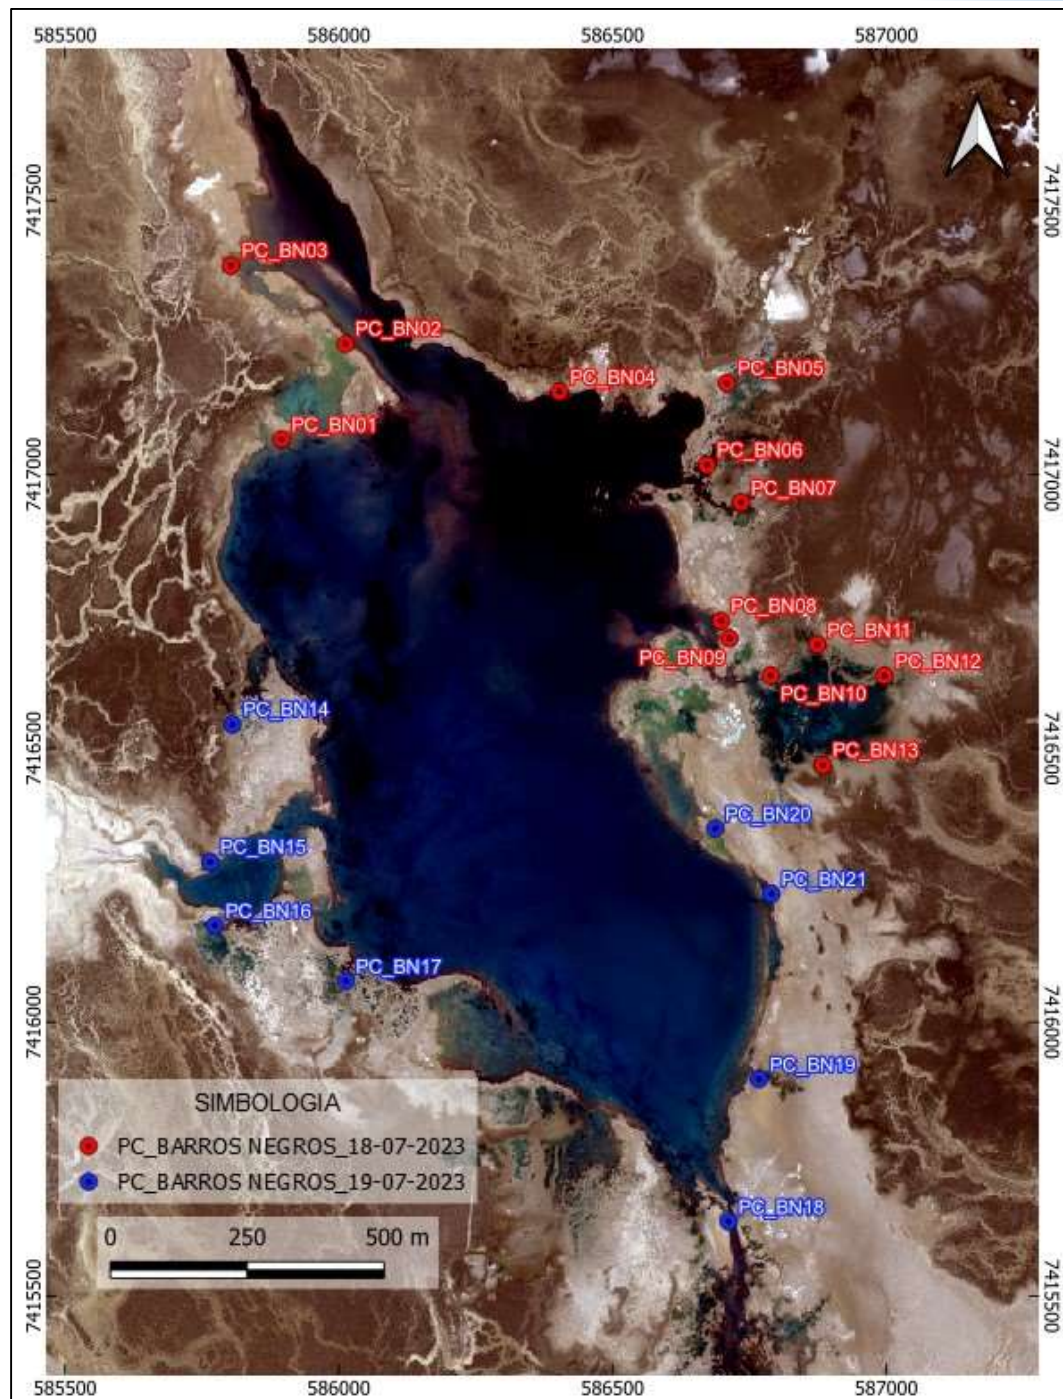 585500 586000 586500 587000
7417500 7417500
PC_BN03
PC_BN02
PC_BN04
PC_BN05
PC_BN01
PC_BN06
7417000 7417000
PC_BN07
PC_BN08
PC_BN11
PC_BN09
PC_BN12
PC_BN10
PC_BN14
7416500 7416500
PC_BN13
PC_BN20
PC_BN15
PC_BN21
PC_BN16
PC_BN17
7416000 7416000
PC_BN19
SIMBOLOGIA
PC_BARROS NEGROS_18-07-2023
PC_BARROS NEGROS_19-07-2023
PC_BN18
0 250 500 m
7415500 7415500
585500 586000 586500 587000